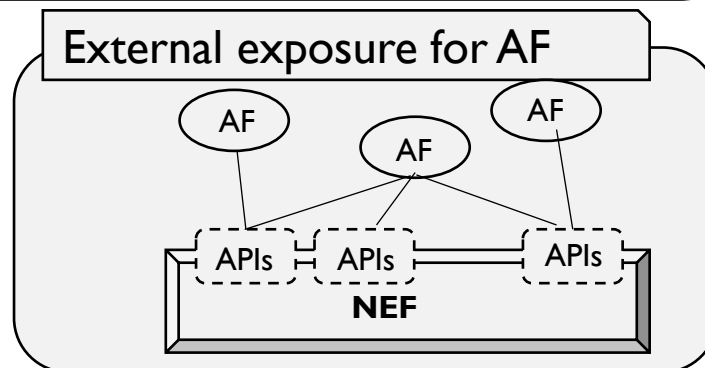 External exposure for AF
AF
AF
AF
APIs
APIs
APIs
NEF